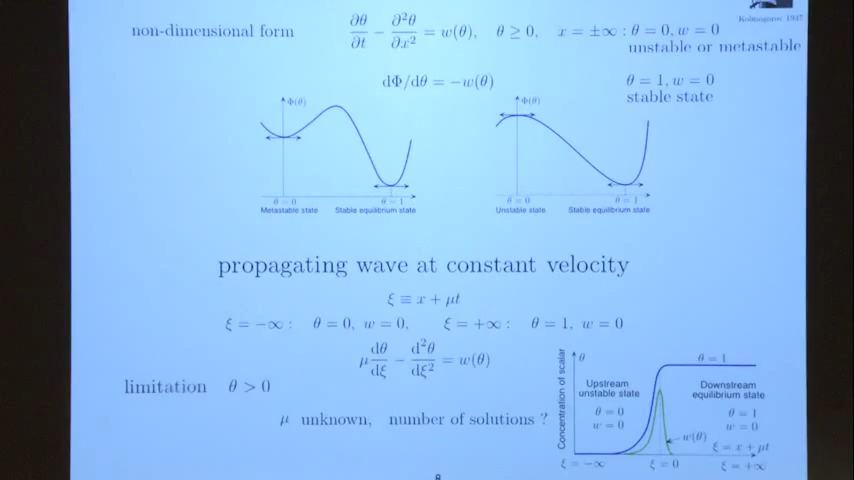 Kolmogorov 1937
non-dimensional form ∂θ/∂t − ∂²θ/∂x² = w(θ), θ ≥ 0, x = ±∞ : θ = 0, w = 0
unstable or metastable
dΦ/dθ = −w(θ) θ = 1, w = 0
stable state
Φ(θ) Φ(θ)
θ = 0 θ = 1 θ = 0 θ = 1
Metastable state Stable equilibrium state Unstable state Stable equilibrium state
propagating wave at constant velocity
ξ ≡ x + μt
ξ = −∞ : θ = 0, w = 0, ξ = +∞ : θ = 1, w = 0
μ dθ/dξ − d²θ/dξ² = w(θ)
limitation θ > 0
μ unknown, number of solutions ?
Concentration of scalar
θ θ = 1
Upstream unstable state Downstream equilibrium state
θ = 0 θ = 1
w = 0 w = 0
w(θ) ξ = x + μt
ξ = −∞ ξ = 0 ξ = +∞
8